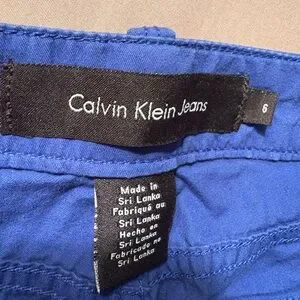 Calvin Klein Jeans
6
Made in
Sri Lanka
Fabriqué au
Sri Lanka
Hecho en
Sri Lanka
Fabricado no
Sri Lanka